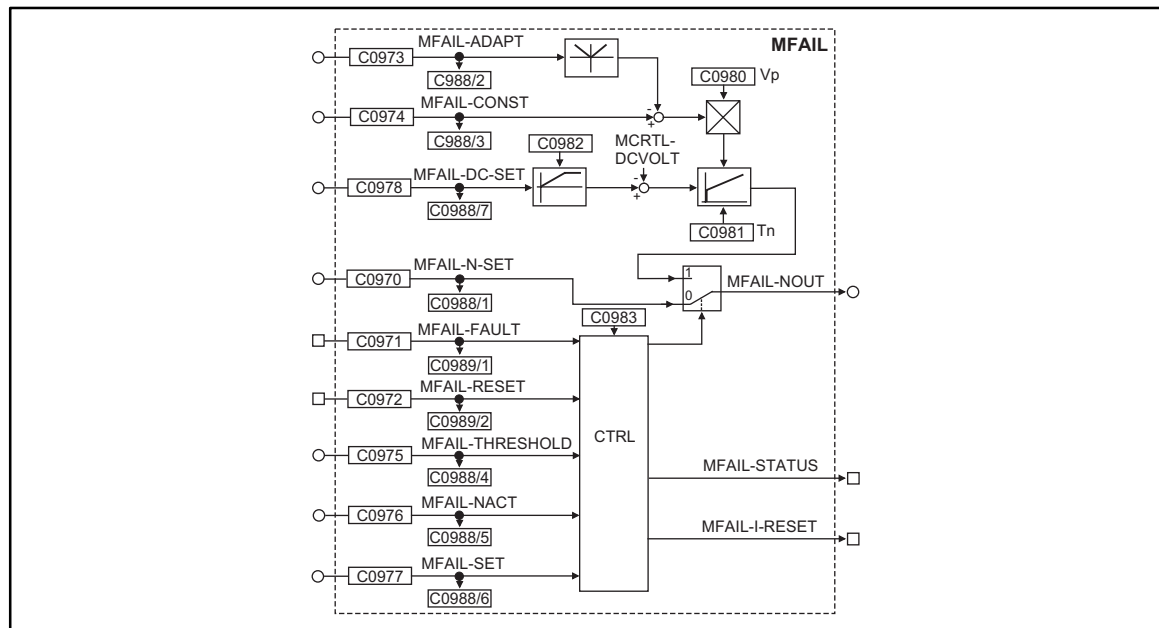 MFAIL
C0973
MFAIL-ADAPT
C988/2
C0980 Vp
C0974
MFAIL-CONST
C988/3
-
+
C0982
MCRTL-
DCVOLT
C0978
MFAIL-DC-SET
C0988/7
-
+
C0981 Tn
C0970
MFAIL-N-SET
C0988/1
1
0
MFAIL-NOUT
C0983
C0971
MFAIL-FAULT
C0989/1
C0972
MFAIL-RESET
C0989/2
CTRL
C0975
MFAIL-THRESHOLD
C0988/4
MFAIL-STATUS
C0976
MFAIL-NACT
C0988/5
MFAIL-I-RESET
C0977
MFAIL-SET
C0988/6